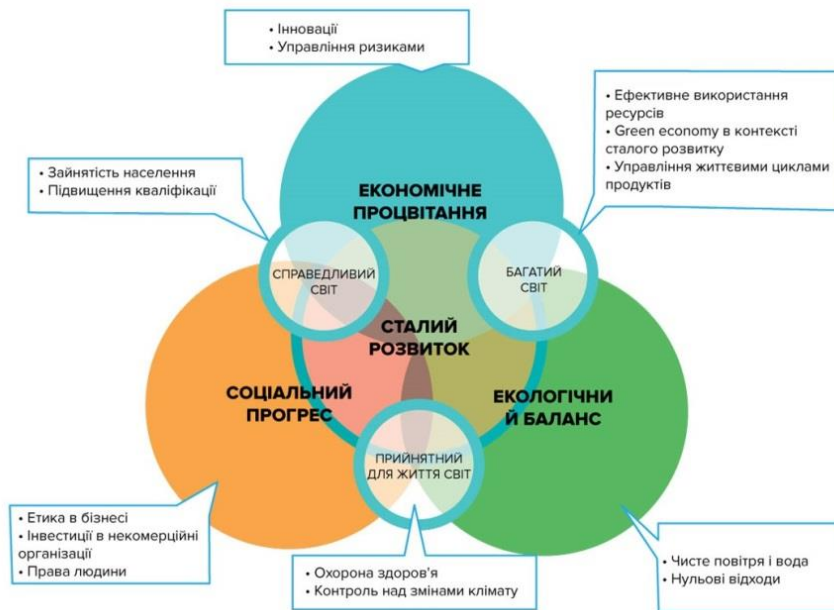 • Інновації
• Управління ризиками
• Ефективне використання
ресурсів
• Green economy в контексті
сталого розвитку
• Управління життєвими циклами
продуктів
• Зайнятість населення
• Підвищення кваліфікації
ЕКОНОМІЧНЕ
ПРОЦВІТАННЯ
СПРАВЕДЛИВИЙ
СВІТ
БАГАТИЙ
СВІТ
СТАЛИЙ
РОЗВИТОК
СОЦІАЛЬНИЙ
ПРОГРЕС
ЕКОЛОГІЧНИ
Й БАЛАНС
ПРИЙНЯТНИЙ
ДЛЯ ЖИТТЯ СВІТ
• Етика в бізнесі
• Інвестиції в некомерційні
організації
• Права людини
• Охорона здоров'я
• Контроль над змінами клімату
• Чисте повітря і вода
• Нульові відходи